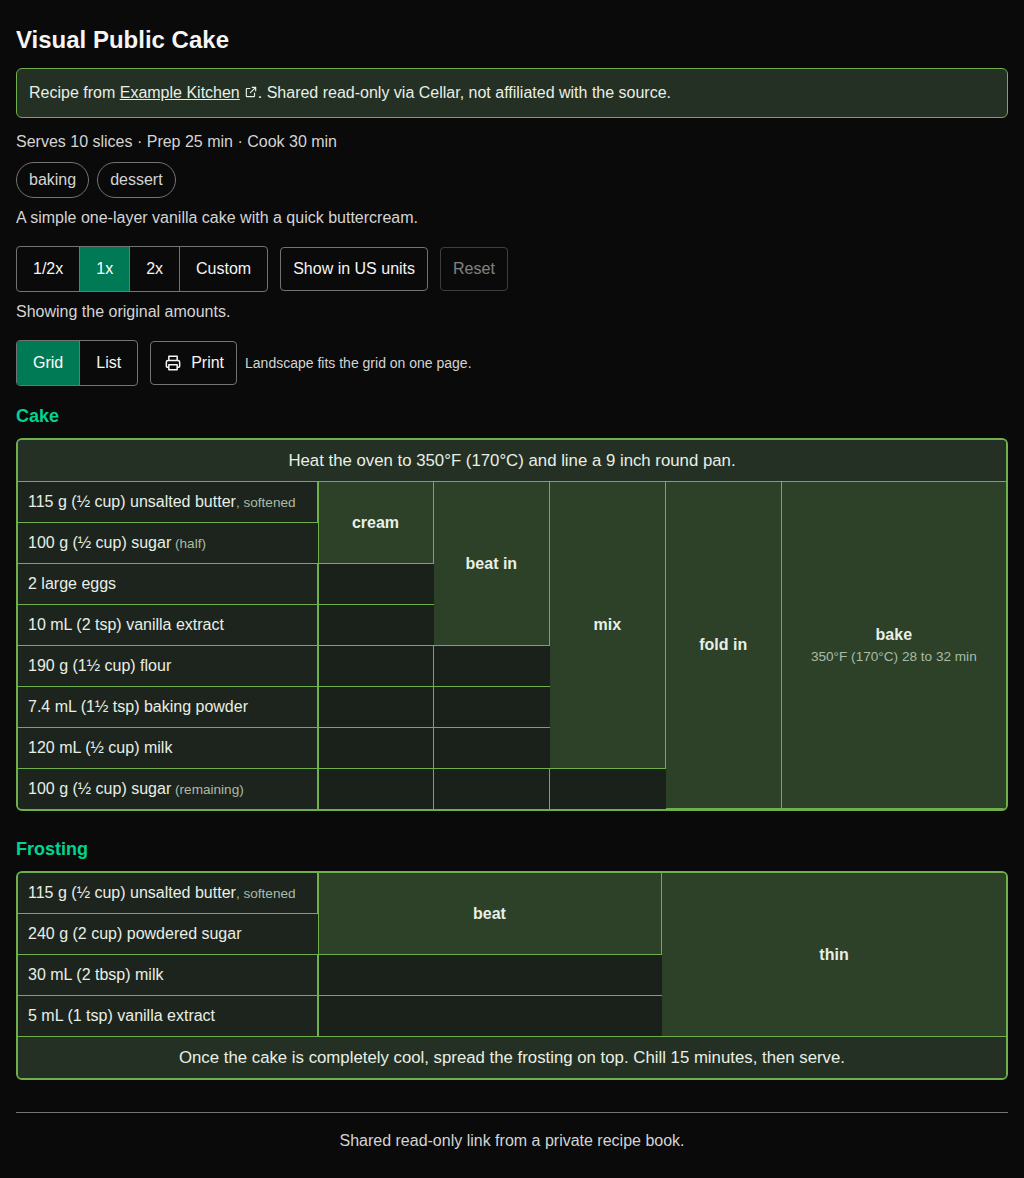 Visual Public Cake
Recipe from Example Kitchen. Shared read-only via Cellar, not affiliated with the source.
Serves 10 slices · Prep 25 min · Cook 30 min
baking dessert
A simple one-layer vanilla cake with a quick buttercream.
1/2x 1x 2x Custom Show in US units Reset
Showing the original amounts.
Grid List Print Landscape fits the grid on one page.
Cake
Heat the oven to 350°F (170°C) and line a 9 inch round pan.
115 g (½ cup) unsalted butter, softened
100 g (½ cup) sugar (half)
2 large eggs
10 mL (2 tsp) vanilla extract
190 g (1½ cup) flour
7.4 mL (1½ tsp) baking powder
120 mL (½ cup) milk
100 g (½ cup) sugar (remaining)
cream
beat in
mix
fold in
bake
350°F (170°C) 28 to 32 min
Frosting
115 g (½ cup) unsalted butter, softened
240 g (2 cup) powdered sugar
30 mL (2 tbsp) milk
5 mL (1 tsp) vanilla extract
beat
thin
Once the cake is completely cool, spread the frosting on top. Chill 15 minutes, then serve.
Shared read-only link from a private recipe book.